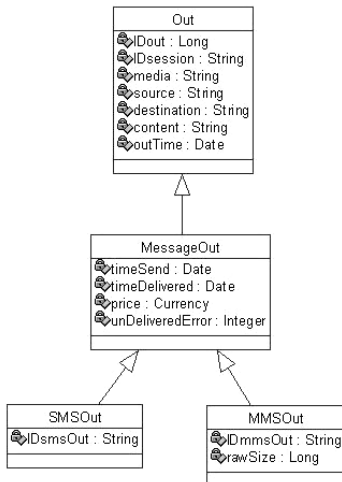 Out
IDout : Long
IDsession : String
media : String
source : String
destination : String
content : String
outTime : Date
MessageOut
timeSend : Date
timeDelivered : Date
price : Currency
unDeliveredError : Integer
SMSOut
IDsmsOut : String
MMSOut
IDmmsOut : String
rawSize : Long